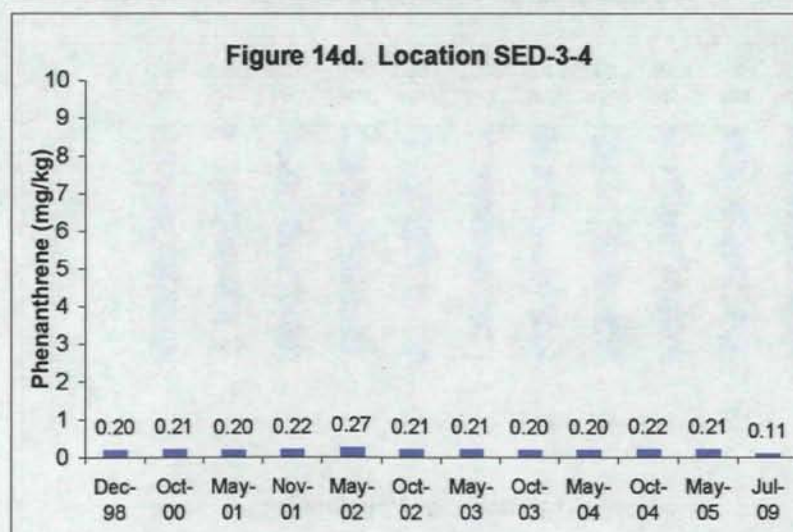 Figure 14d. Location SED-3-4
Phenanthrene (mg/kg)
10
9
8
7
6
5
4
3
2
1
0
0.20 0.21 0.20 0.22 0.27 0.21 0.21 0.20 0.20 0.22 0.21 0.11
Dec- Oct- May- Nov- May- Oct- May- Oct- May- Oct- May- Jul-
98 00 01 01 02 02 03 03 04 04 05 09